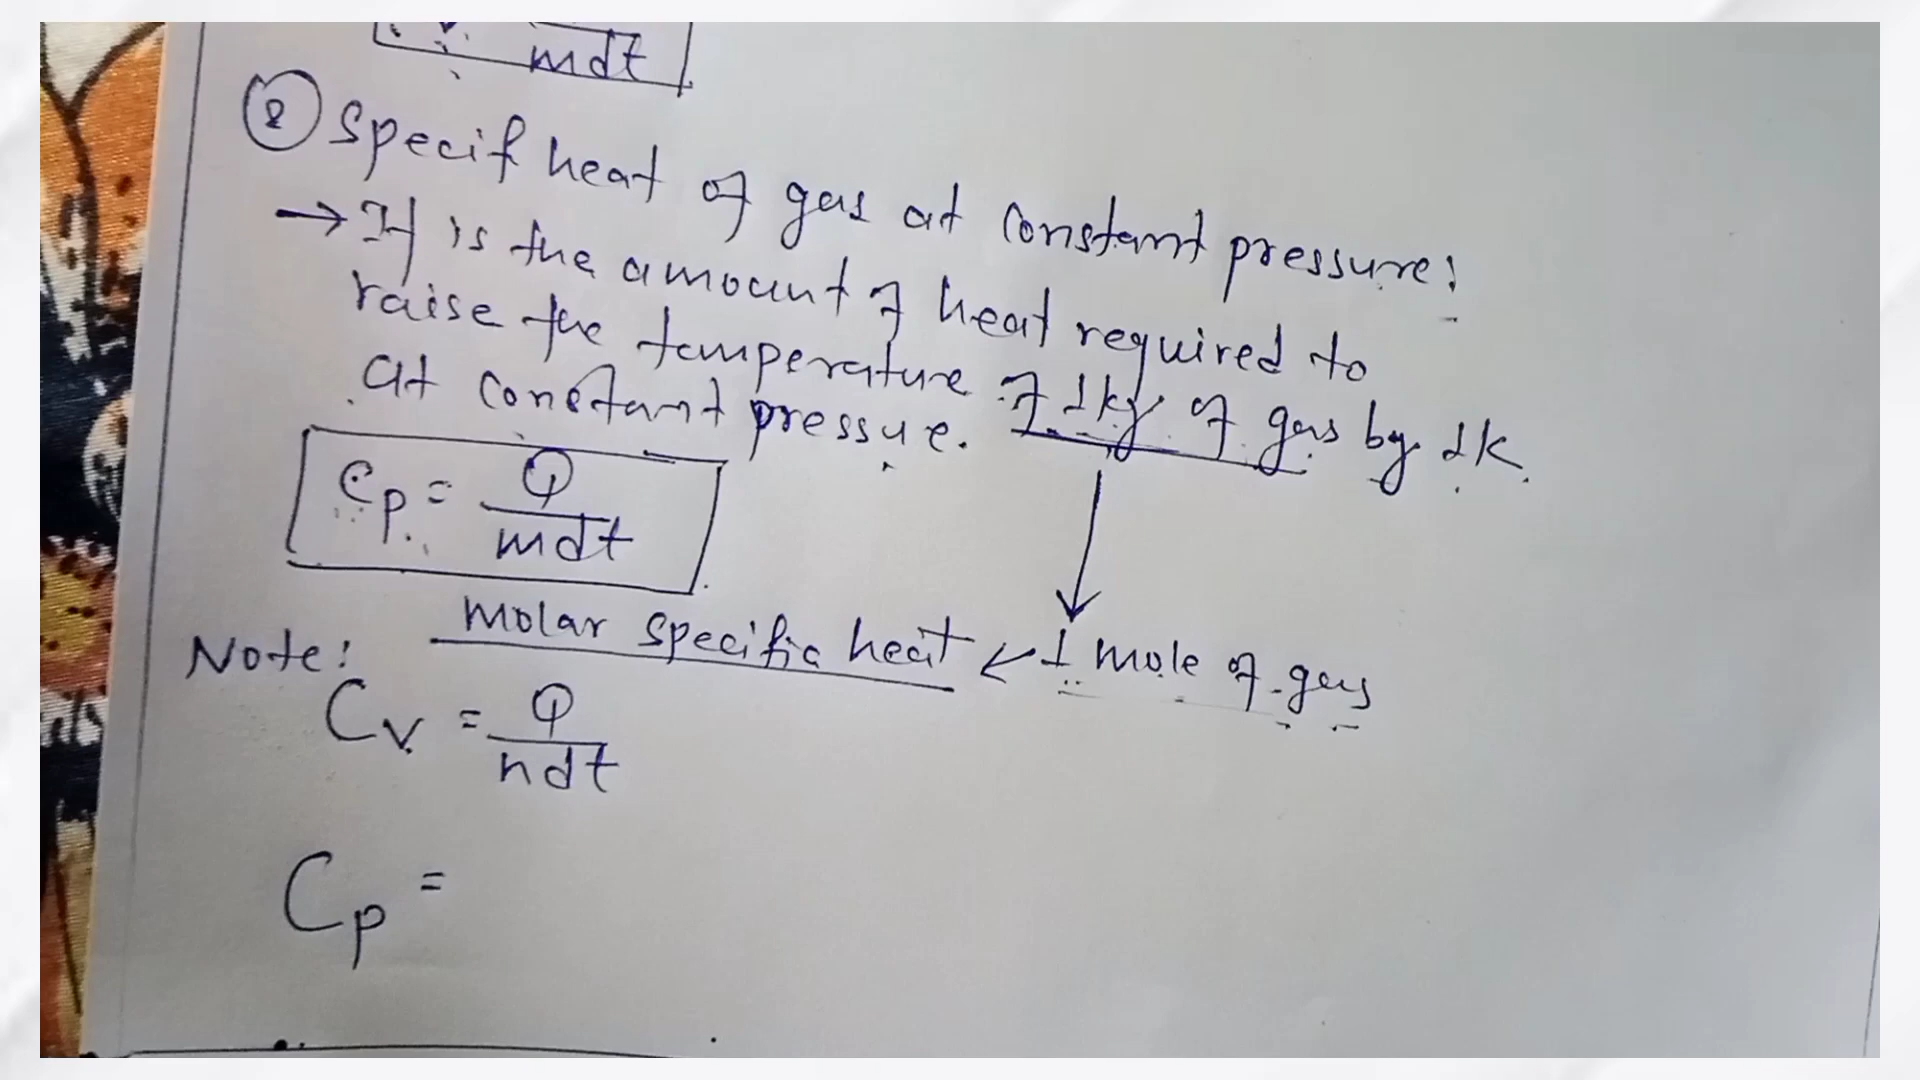 mdt
② Specif heat of gas at constant pressure:
→ It is the amount of heat required to
raise the temperature of 1kg of gas by 1K
at constant pressue.
Cp = Q
mdt
Note: Molar specific heat ← 1 mole of gas
Cv = Q
ndt
Cp =